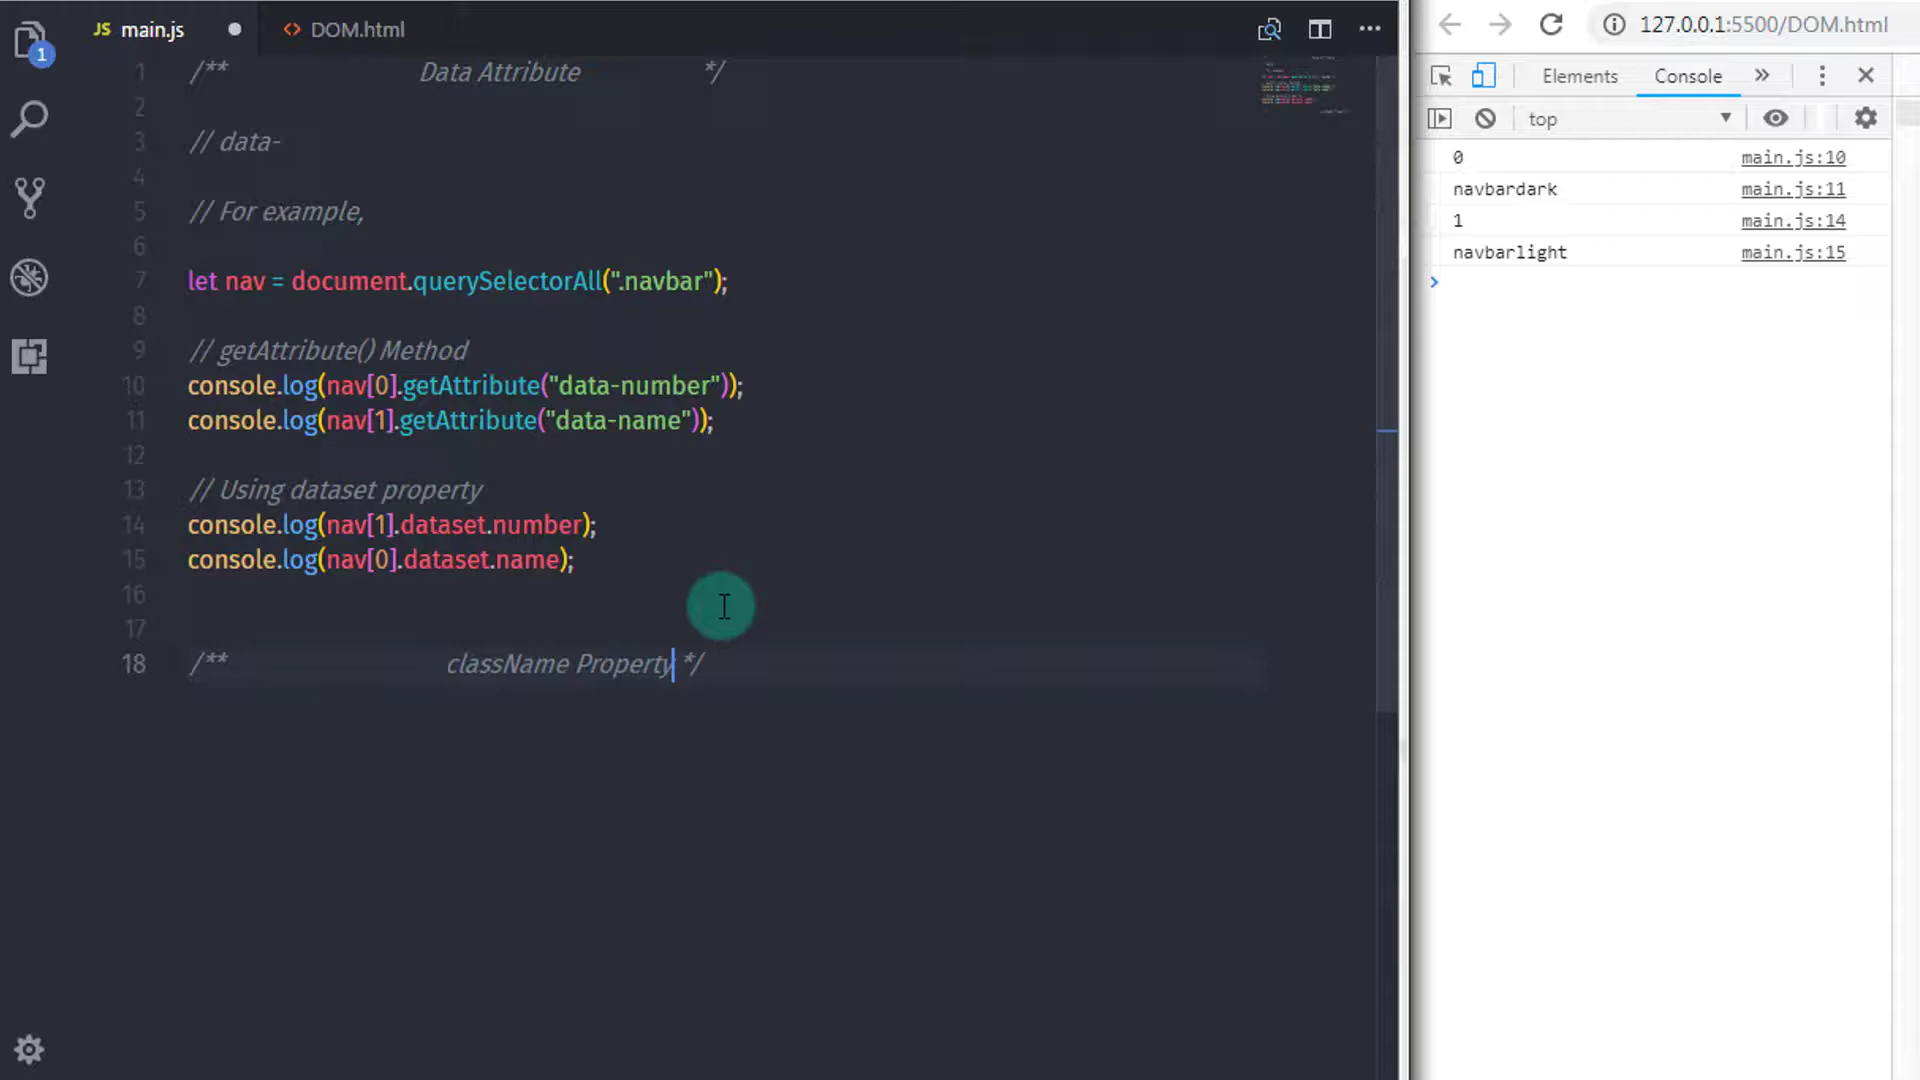 JS main.js
<> DOM.html
1
1 /** Data Attribute */
2
3 // data-
4
5 // For example,
6
7 let nav = document.querySelectorAll(".navbar");
8
9 // getAttribute() Method
10 console.log(nav[0].getAttribute("data-number"));
11 console.log(nav[1].getAttribute("data-name"));
12
13 // Using dataset property
14 console.log(nav[1].dataset.number);
15 console.log(nav[0].dataset.name);
16
17
18 /** className Property */
127.0.0.1:5500/DOM.html
Elements Console »
top
0 main.js:10
navbardark main.js:11
1 main.js:14
navbarlight main.js:15